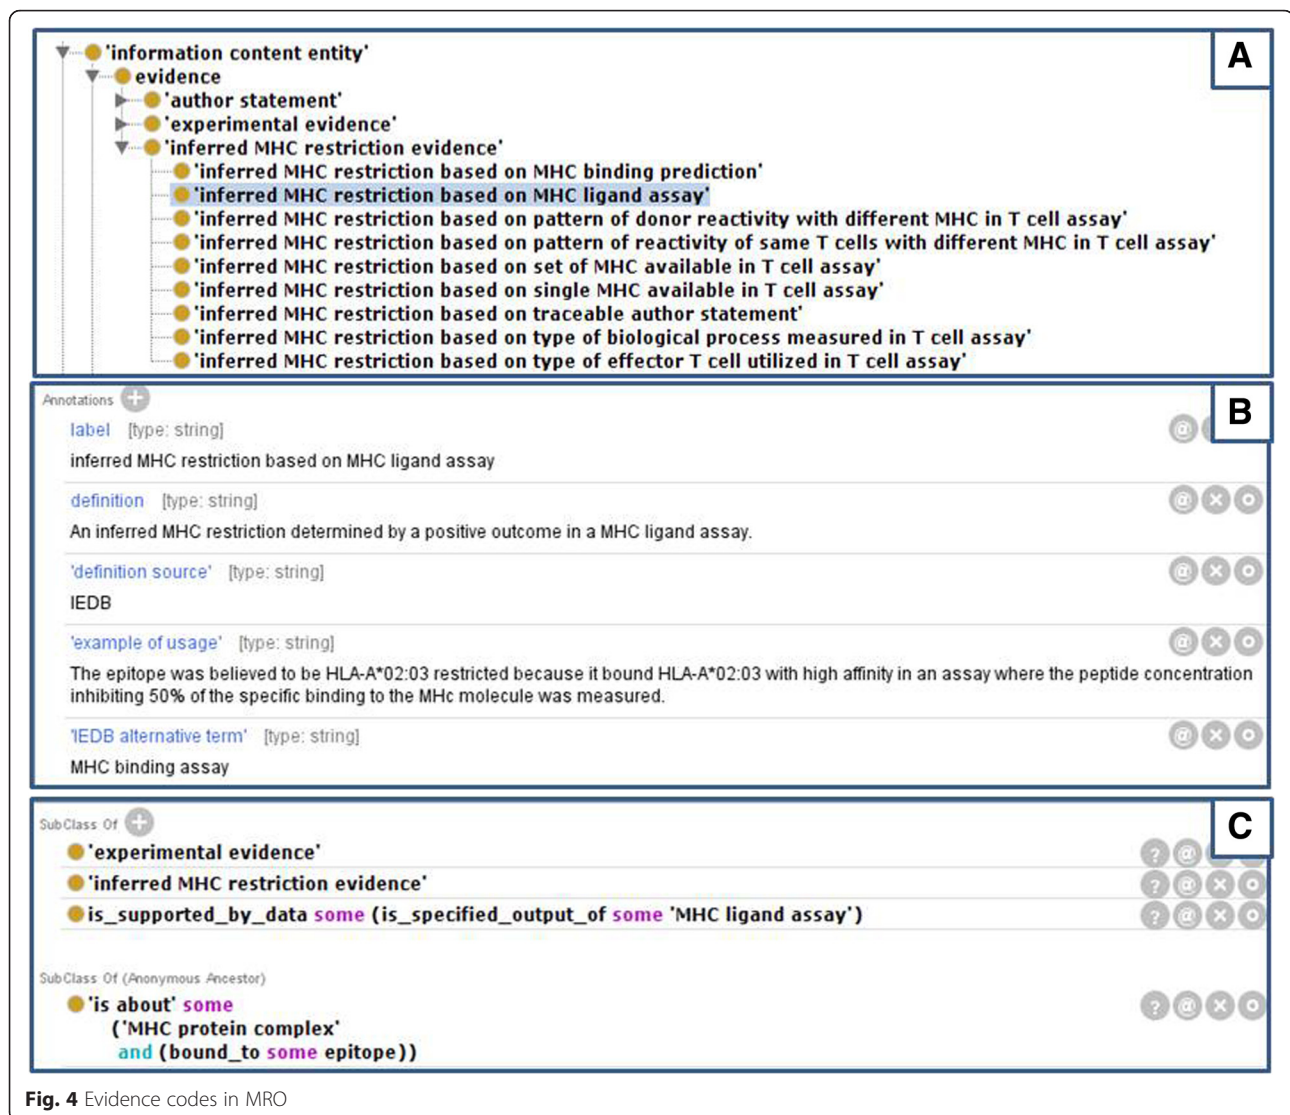 A
'information content entity'
evidence
'author statement'
'experimental evidence'
'inferred MHC restriction evidence'
'inferred MHC restriction based on MHC binding prediction'
'inferred MHC restriction based on MHC ligand assay'
'inferred MHC restriction based on pattern of donor reactivity with different MHC in T cell assay'
'inferred MHC restriction based on pattern of reactivity of same T cells with different MHC in T cell assay'
'inferred MHC restriction based on set of MHC available in T cell assay'
'inferred MHC restriction based on single MHC available in T cell assay'
'inferred MHC restriction based on traceable author statement'
'inferred MHC restriction based on type of biological process measured in T cell assay'
'inferred MHC restriction based on type of effector T cell utilized in T cell assay'
B
Annotations
label [type: string]
inferred MHC restriction based on MHC ligand assay
definition [type: string]
An inferred MHC restriction determined by a positive outcome in a MHC ligand assay.
'definition source' [type: string]
IEDB
'example of usage' [type: string]
The epitope was believed to be HLA-A*02:03 restricted because it bound HLA-A*02:03 with high affinity in an assay where the peptide concentration
inhibiting 50% of the specific binding to the MHc molecule was measured.
'IEDB alternative term' [type: string]
MHC binding assay
C
SubClass Of
'experimental evidence'
'inferred MHC restriction evidence'
is_supported_by_data some (is_specified_output_of some 'MHC ligand assay')
SubClass Of (Anonymous Ancestor)
'is about' some
('MHC protein complex'
and (bound_to some epitope))
Fig. 4 Evidence codes in MRO